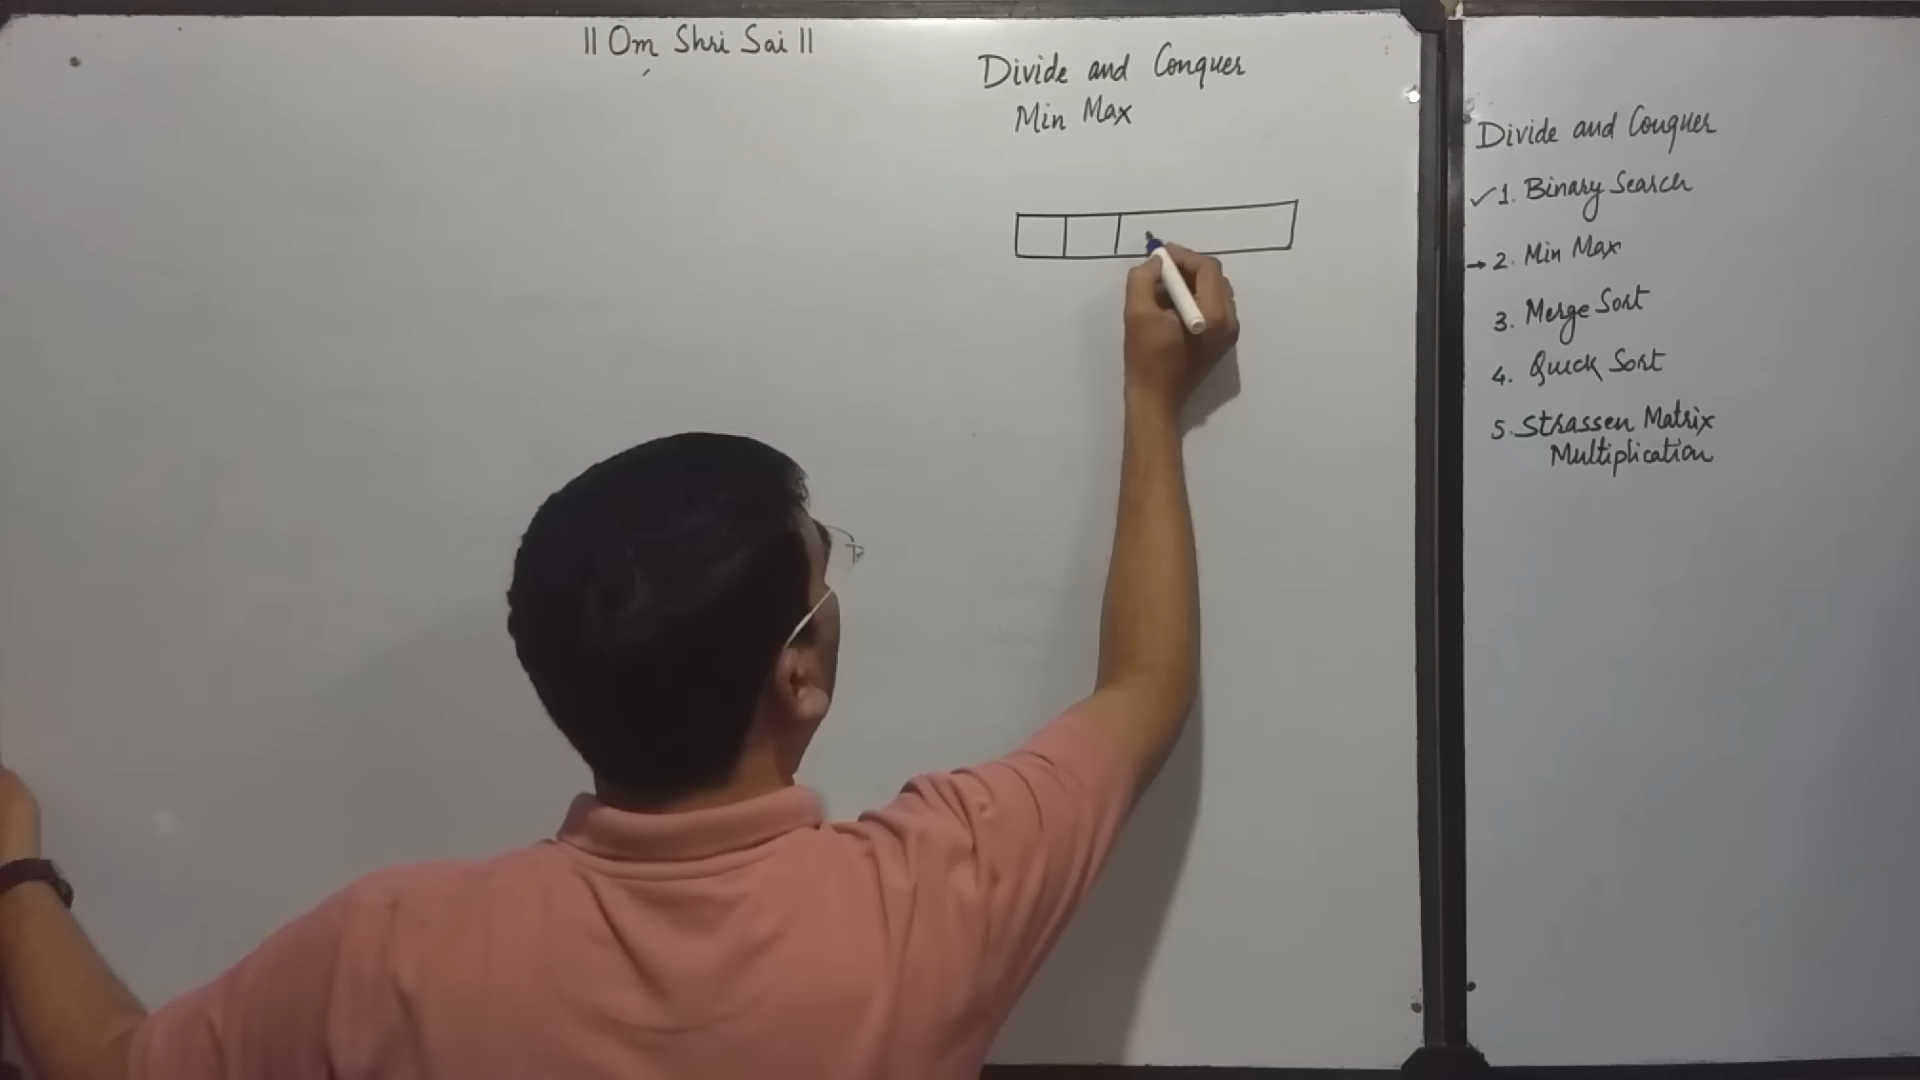 || Om Shri Sai ||
Divide and Conquer
Min Max
Divide and Conquer
✓1. Binary Search
→ 2. Min Max
3. Merge Sort
4. Quick Sort
5. Strassen Matrix
Multiplication